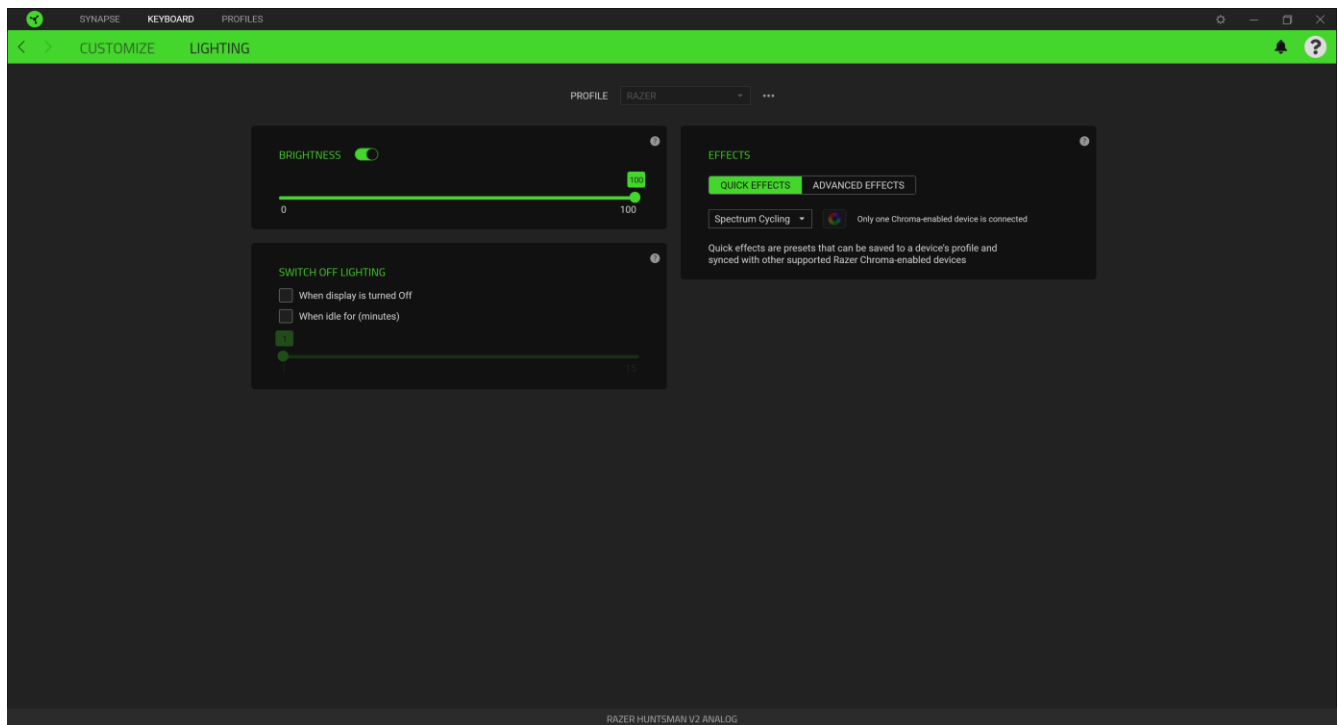 SYNAPSE KEYBOARD PROFILES
CUSTOMIZE LIGHTING
?
PROFILE RAZER •••
?
BRIGHTNESS
100
0 100
?
SWITCH OFF LIGHTING
When display is turned Off
When idle for (minutes)
1
1 15
?
EFFECTS
QUICK EFFECTS ADVANCED EFFECTS
Spectrum Cycling Only one Chroma-enabled device is connected
Quick effects are presets that can be saved to a device's profile and
synced with other supported Razer Chroma-enabled devices
RAZER HUNTSMAN V2 ANALOG